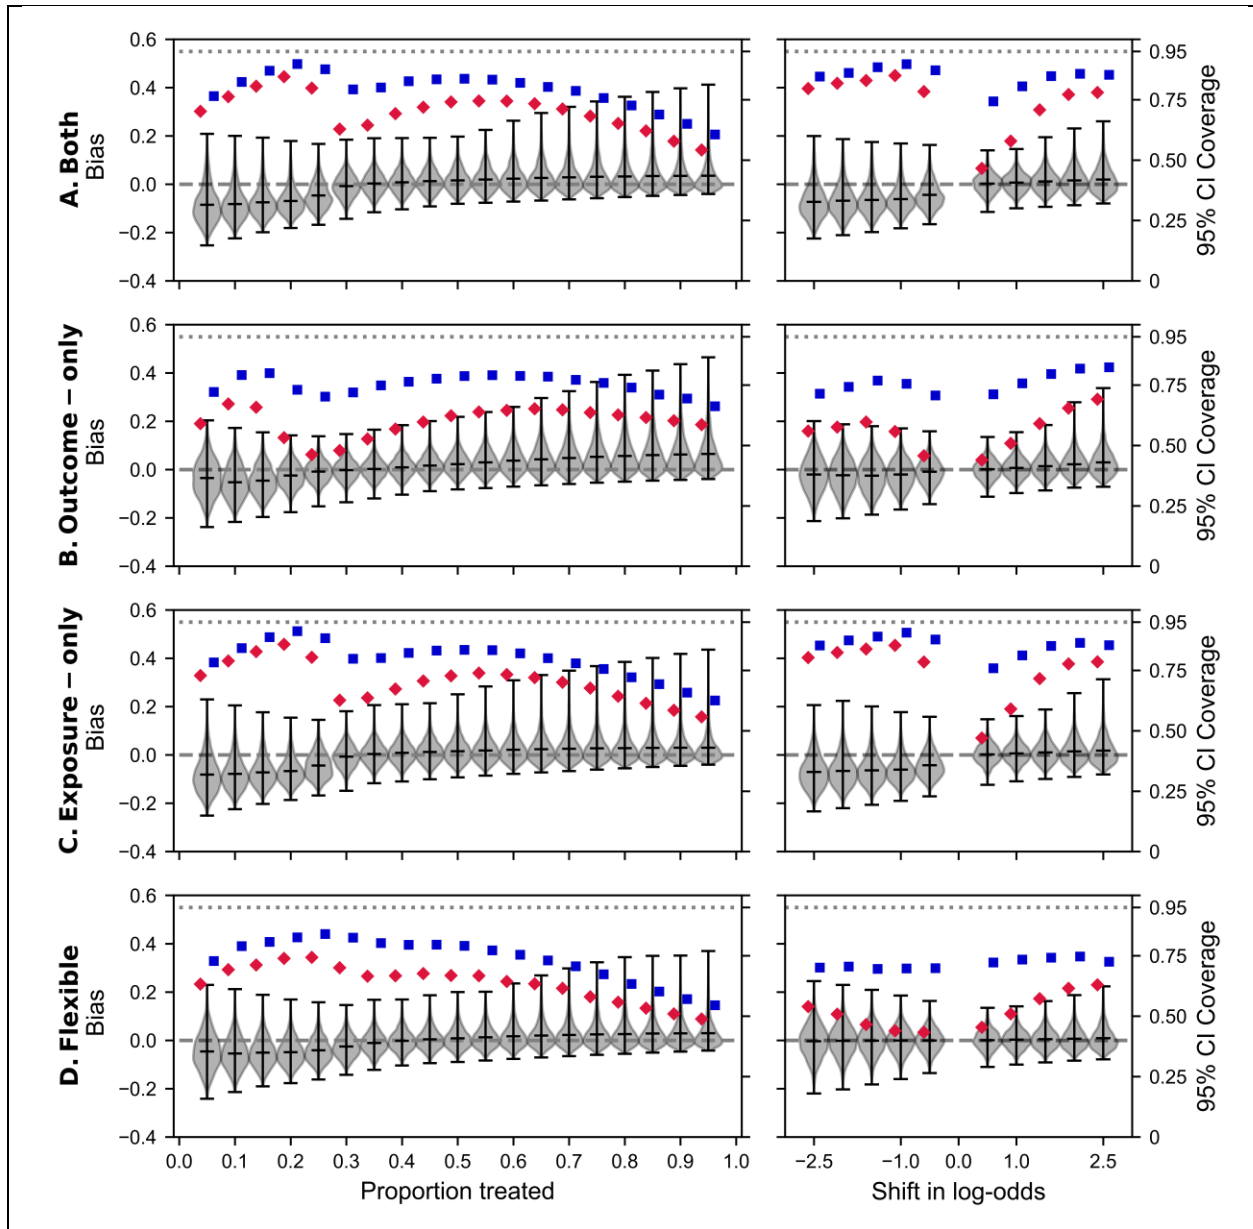 A. Both
Bias
0.6
0.4
0.2
0.0
−0.2
−0.4
0.95
0.75
0.50
0.25
0
95% CI Coverage
B. Outcome − only
Bias
0.6
0.4
0.2
0.0
−0.2
−0.4
0.95
0.75
0.50
0.25
0
95% CI Coverage
C. Exposure − only
Bias
0.6
0.4
0.2
0.0
−0.2
−0.4
0.95
0.75
0.50
0.25
0
95% CI Coverage
D. Flexible
Bias
0.6
0.4
0.2
0.0
−0.2
−0.4
0.95
0.75
0.50
0.25
0
95% CI Coverage
0.0 0.1 0.2 0.3 0.4 0.5 0.6 0.7 0.8 0.9 1.0
−2.5 −1.0 0.0 1.0 2.5
Proportion treated
Shift in log-odds